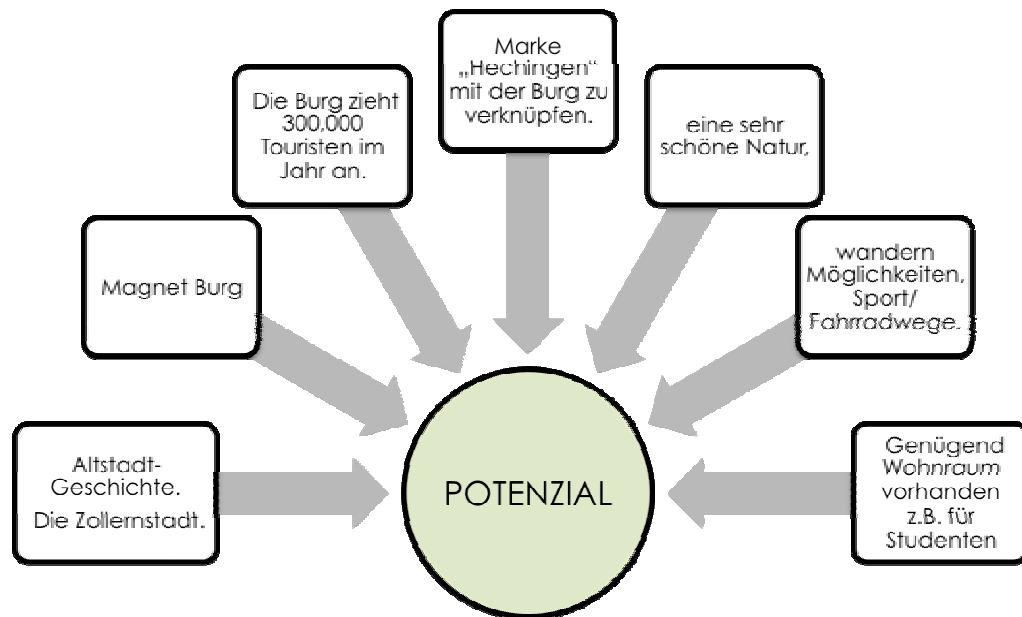 Altstadt-
Geschichte.
Die Zollernstadt.
Magnet Burg
Die Burg zieht
300,000
Touristen im
Jahr an.
Marke
„Hechingen“
mit der Burg zu
verknüpfen.
eine sehr
schöne Natur,
wandern
Möglichkeiten,
Sport/
Fahrradwege.
Genügend
Wohnraum
vorhanden
z.B. für
Studenten
POTENZIAL